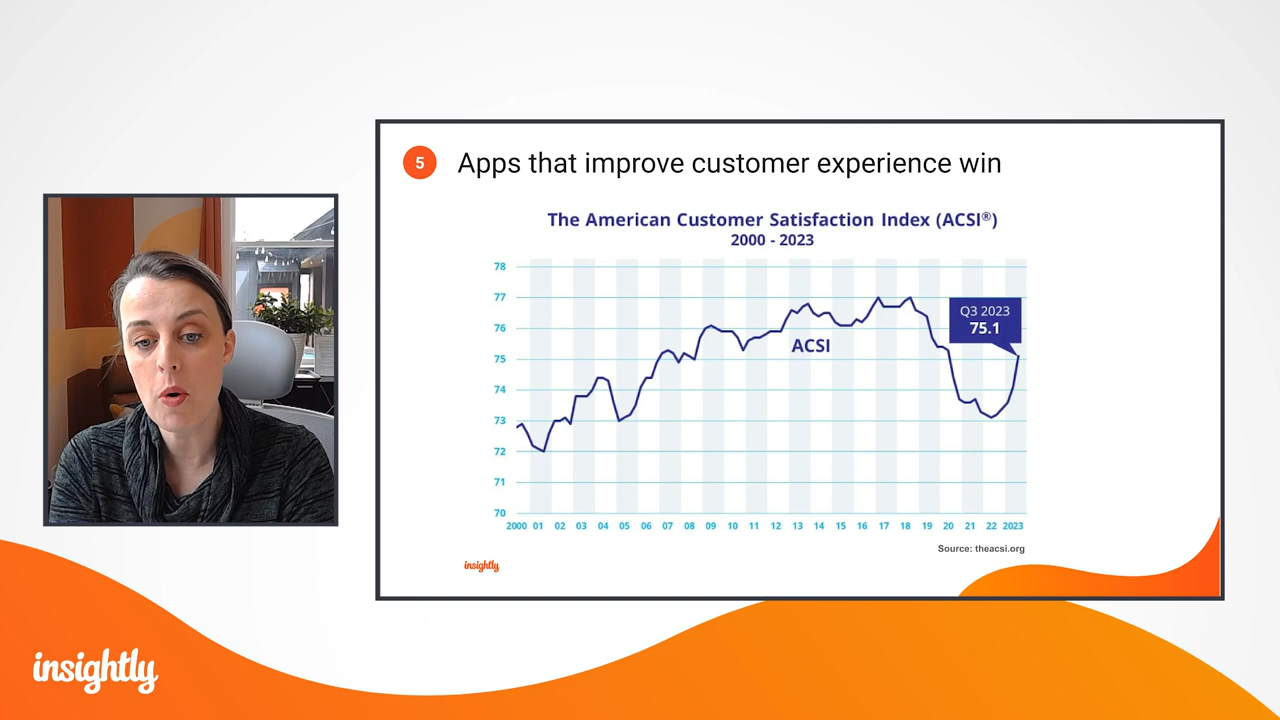 5 Apps that improve customer experience win
The American Customer Satisfaction Index (ACSI®)
2000 - 2023
78
77
76
75
74
73
72
71
70
Q3 2023
75.1
ACSI
2000 01 02 03 04 05 06 07 08 09 10 11 12 13 14 15 16 17 18 19 20 21 22 2023
Source: theacsi.org
insightly
insightly